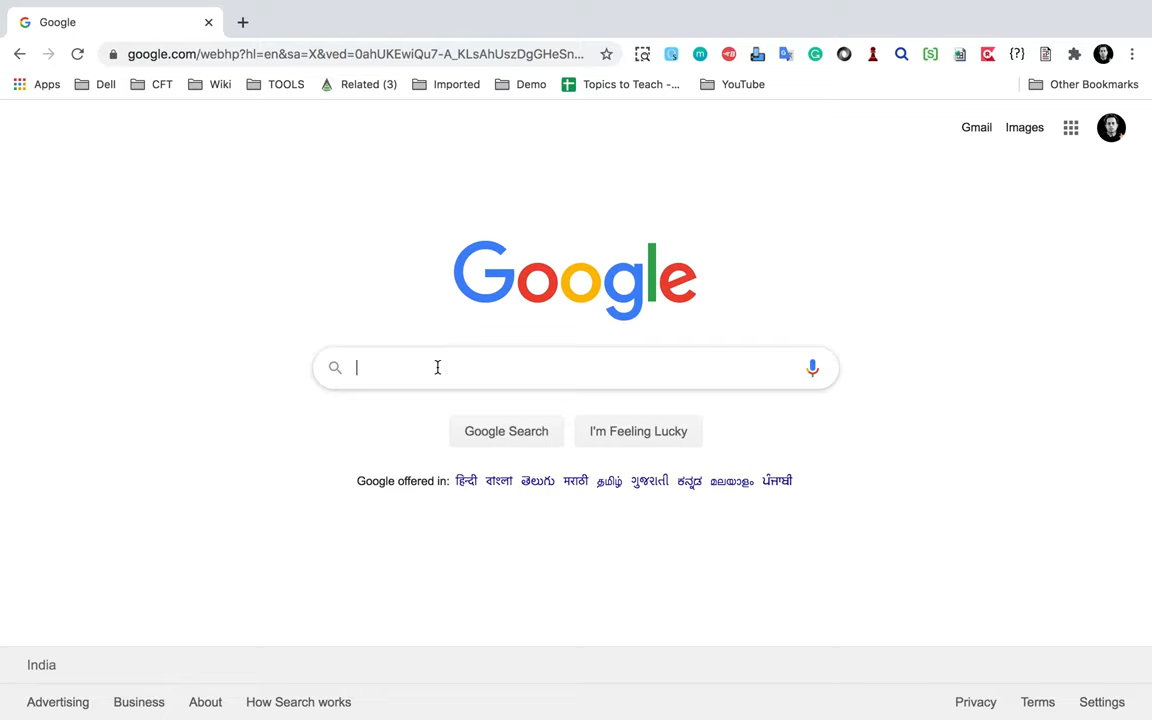 Google
google.com/webhp?hl=en&sa=X&ved=0ahUKEwiQu7-A_KLsAhUszDgGHeSn...
Apps Dell CFT Wiki TOOLS Related (3) Imported Demo Topics to Teach -... YouTube Other Bookmarks
Gmail Images
Google
Google Search I'm Feeling Lucky
Google offered in: हिन्दी বাংলা తెలుగు मराठी தமிழ் ગુજરાતી ಕನ್ನಡ മലയാളം ਪੰਜਾਬੀ
India
Advertising Business About How Search works Privacy Terms Settings